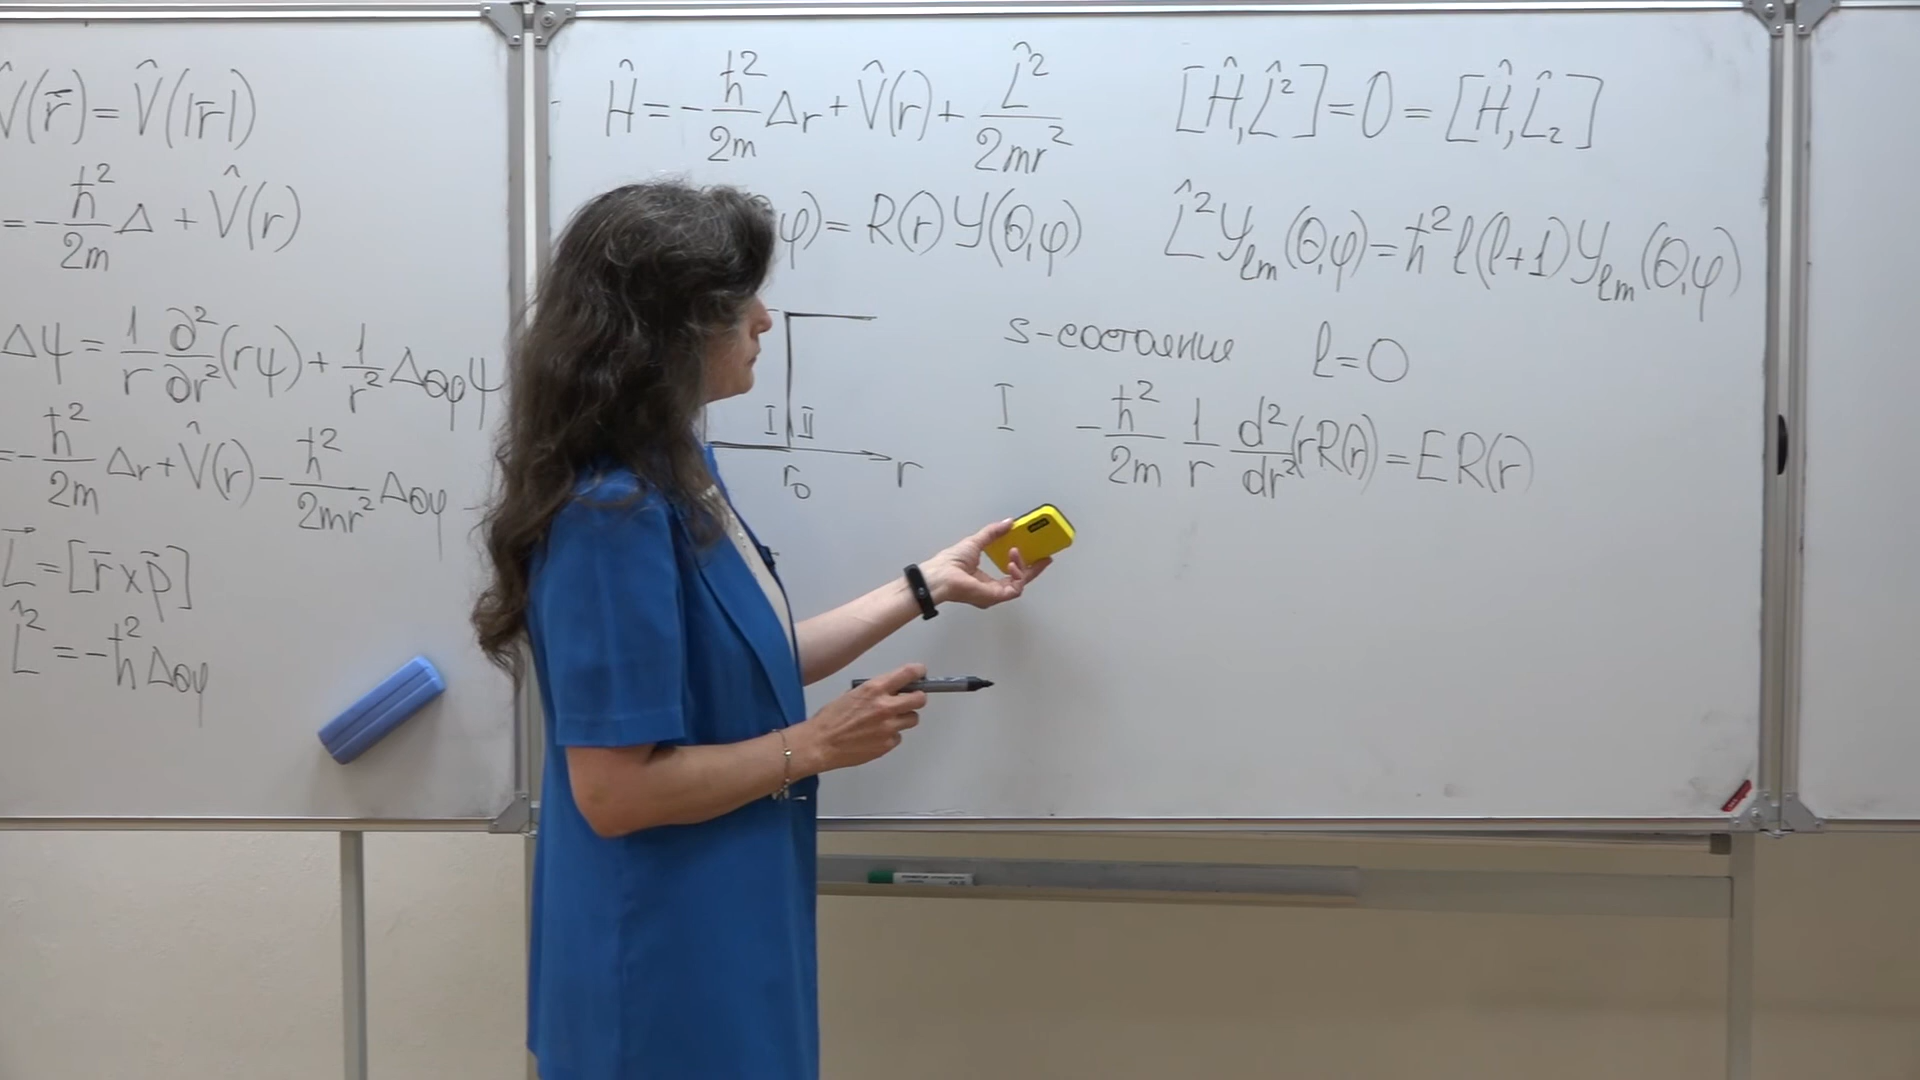 V̂(r̄) = V̂(|r̄|)
= -ħ²/2m Δ + V̂(r)
Δψ = 1/r ∂²/∂r² (rψ) + 1/r² Δθφ ψ
= -ħ²/2m Δr + V̂(r) - ħ²/2mr² Δθφ
L⃗ = [r̄ × p̄]
L̂² = -ħ² Δθφ
Ĥ = -ħ²/2m Δr + V̂(r) + L̂²/2mr²
φ) = R(r) Y(θ,φ)
I II
r₀ r
[Ĥ, L̂²] = 0 = [Ĥ, L̂z]
L̂² Yℓm (θ,φ) = ħ² ℓ(ℓ+1) Yℓm (θ,φ)
s-состояние ℓ = 0
I -ħ²/2m 1/r d²/dr² (rR(r)) = ER(r)